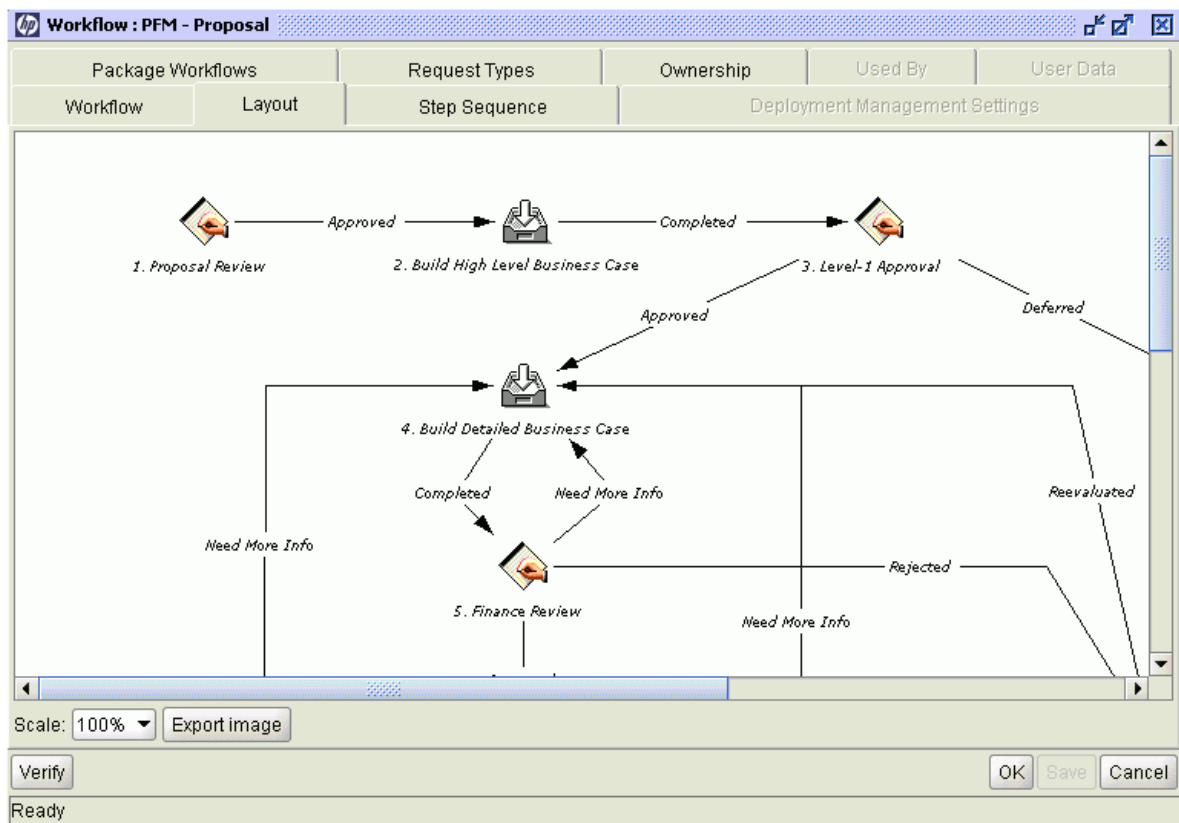 hp Workflow : PFM - Proposal
Package Workflows Request Types Ownership Used By User Data
Workflow Layout Step Sequence Deployment Management Settings
Approved Completed
1. Proposal Review 2. Build High Level Business Case 3. Level-1 Approval
Approved Deferred
4. Build Detailed Business Case
Completed Need More Info Reevaluated
Need More Info
Rejected
5. Finance Review
Need More Info
Scale: 100% Export image
Verify OK Save Cancel
Ready